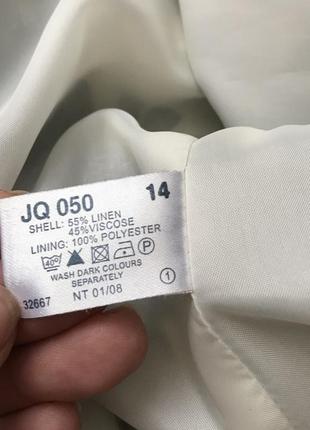 JQ 050 14
SHELL: 55% LINEN
45%VISCOSE
LINING: 100% POLYESTER
40° P
WASH DARK COLOURS
SEPARATELY 1
32667 NT 01/08